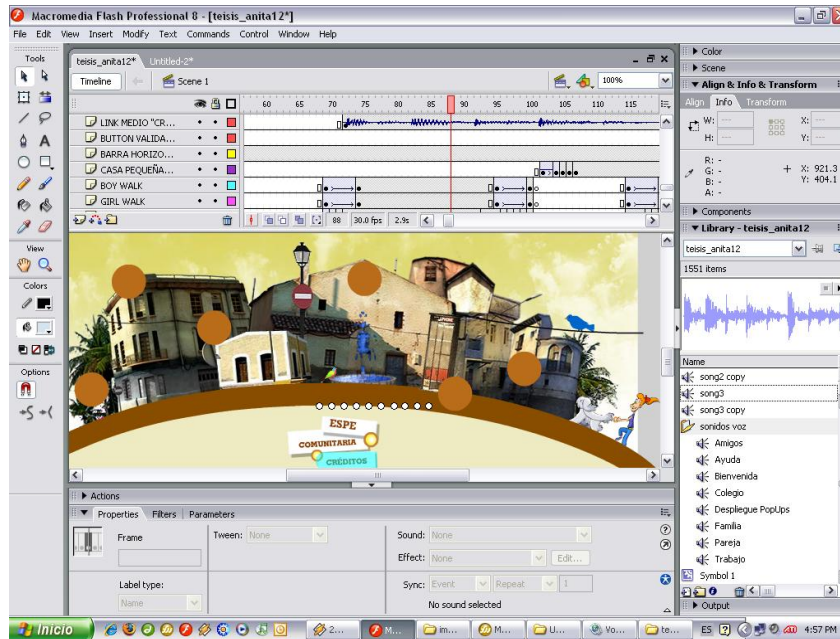 Macromedia Flash Professional 8 - [teisis_anita12*]
File Edit View Insert Modify Text Commands Control Window Help
Tools
View
Colors
Options
teisis_anita12* Untitled-2*
Timeline Scene 1 100%
60 65 70 75 80 85 90 95 100 105 110 115
LINK MEDIO "CR...
BUTTON VALIDA...
BARRA HORIZO...
CASA PEQUEÑA...
BOY WALK
GIRL WALK
88 30.0 fps 2.9s
ESPE
COMUNITARIA
CRÉDITOS
Actions
Properties Filters Parameters
Frame Tween: None Sound: None
Effect: None Edit...
Label type: Sync: Event Repeat 1
Name No sound selected
Color
Scene
Align & Info & Transform
Align Info Transform
W: X:
H: Y:
R: -
G: - + X: 921.3
B: - Y: 404.1
A: -
Components
Library - teisis_anita12
teisis_anita12
1551 items
Name
song2 copy
song3
song3 copy
sonidos voz
Amigos
Ayuda
Bienvenida
Colegio
Despliegue PopUps
Familia
Pareja
Trabajo
Symbol 1
Output
Inicio 2... M... im... M... U... Yo... te... ES 4:57 PM